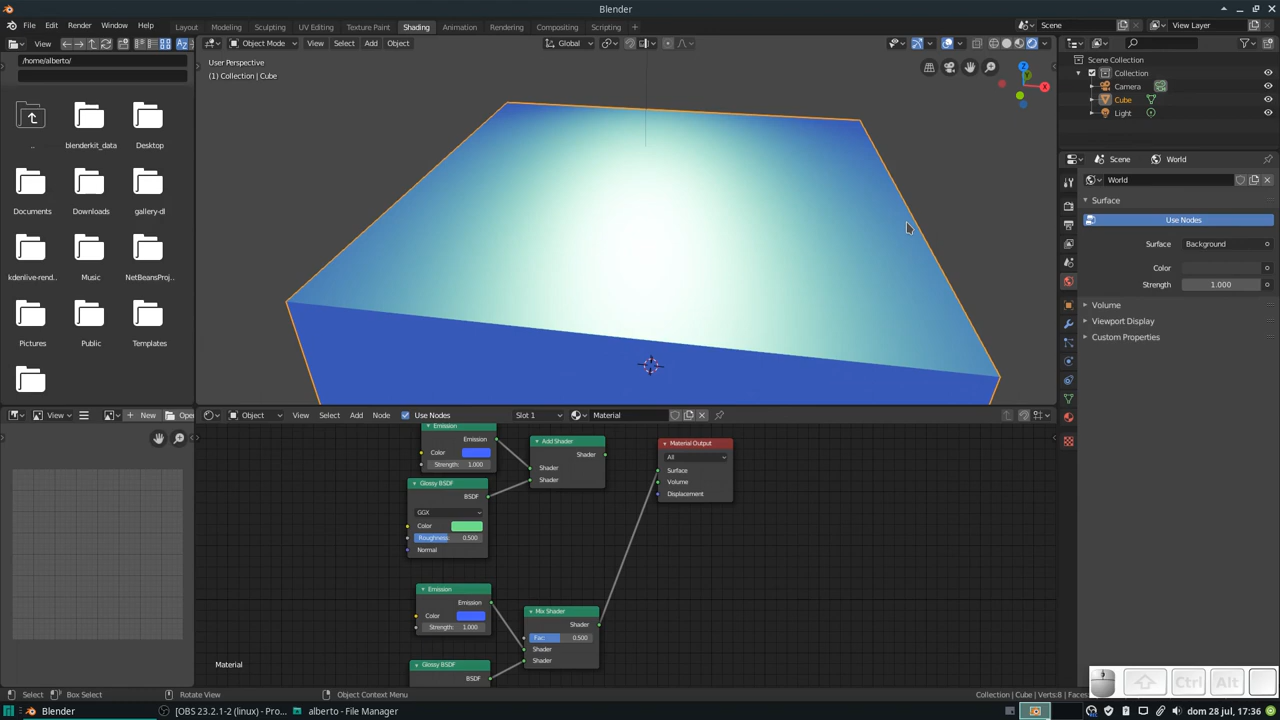 Blender
File Edit Render Window Help Layout Modeling Sculpting UV Editing Texture Paint Shading Animation Rendering Compositing Scripting Scene View Layer
View Object Mode View Select Add Object Global
/home/alberto/
User Perspective
(1) Collection | Cube
Z
Y
X
Scene Collection
Collection
Camera
Cube
Light
..
blenderkit_data
Desktop
Documents
Downloads
gallery-dl
kdenlive-rend..
Music
NetBeansProj..
Pictures
Public
Templates
Scene World
World
Surface
Use Nodes
Surface Background
Color
Strength 1.000
Volume
Viewport Display
Custom Properties
View New Ope
Object View Select Add Node Use Nodes Slot 1 Material
Emission
Emission
Color
Strength: 1.000
Add Shader
Shader
Shader
Shader
Material Output
All
Surface
Volume
Displacement
Glossy BSDF
BSDF
GGX
Color
Roughness: 0.500
Normal
Emission
Emission
Color
Strength: 1.000
Mix Shader
Shader
Fac: 0.500
Shader
Shader
Glossy BSDF
BSDF
Material
Ctrl Alt
Select Box Select Rotate View Object Context Menu Collection | Cube | Verts:8 | Faces
Blender [OBS 23.2.1-2 (linux) - Pro... alberto - File Manager dom 28 jul, 17:36